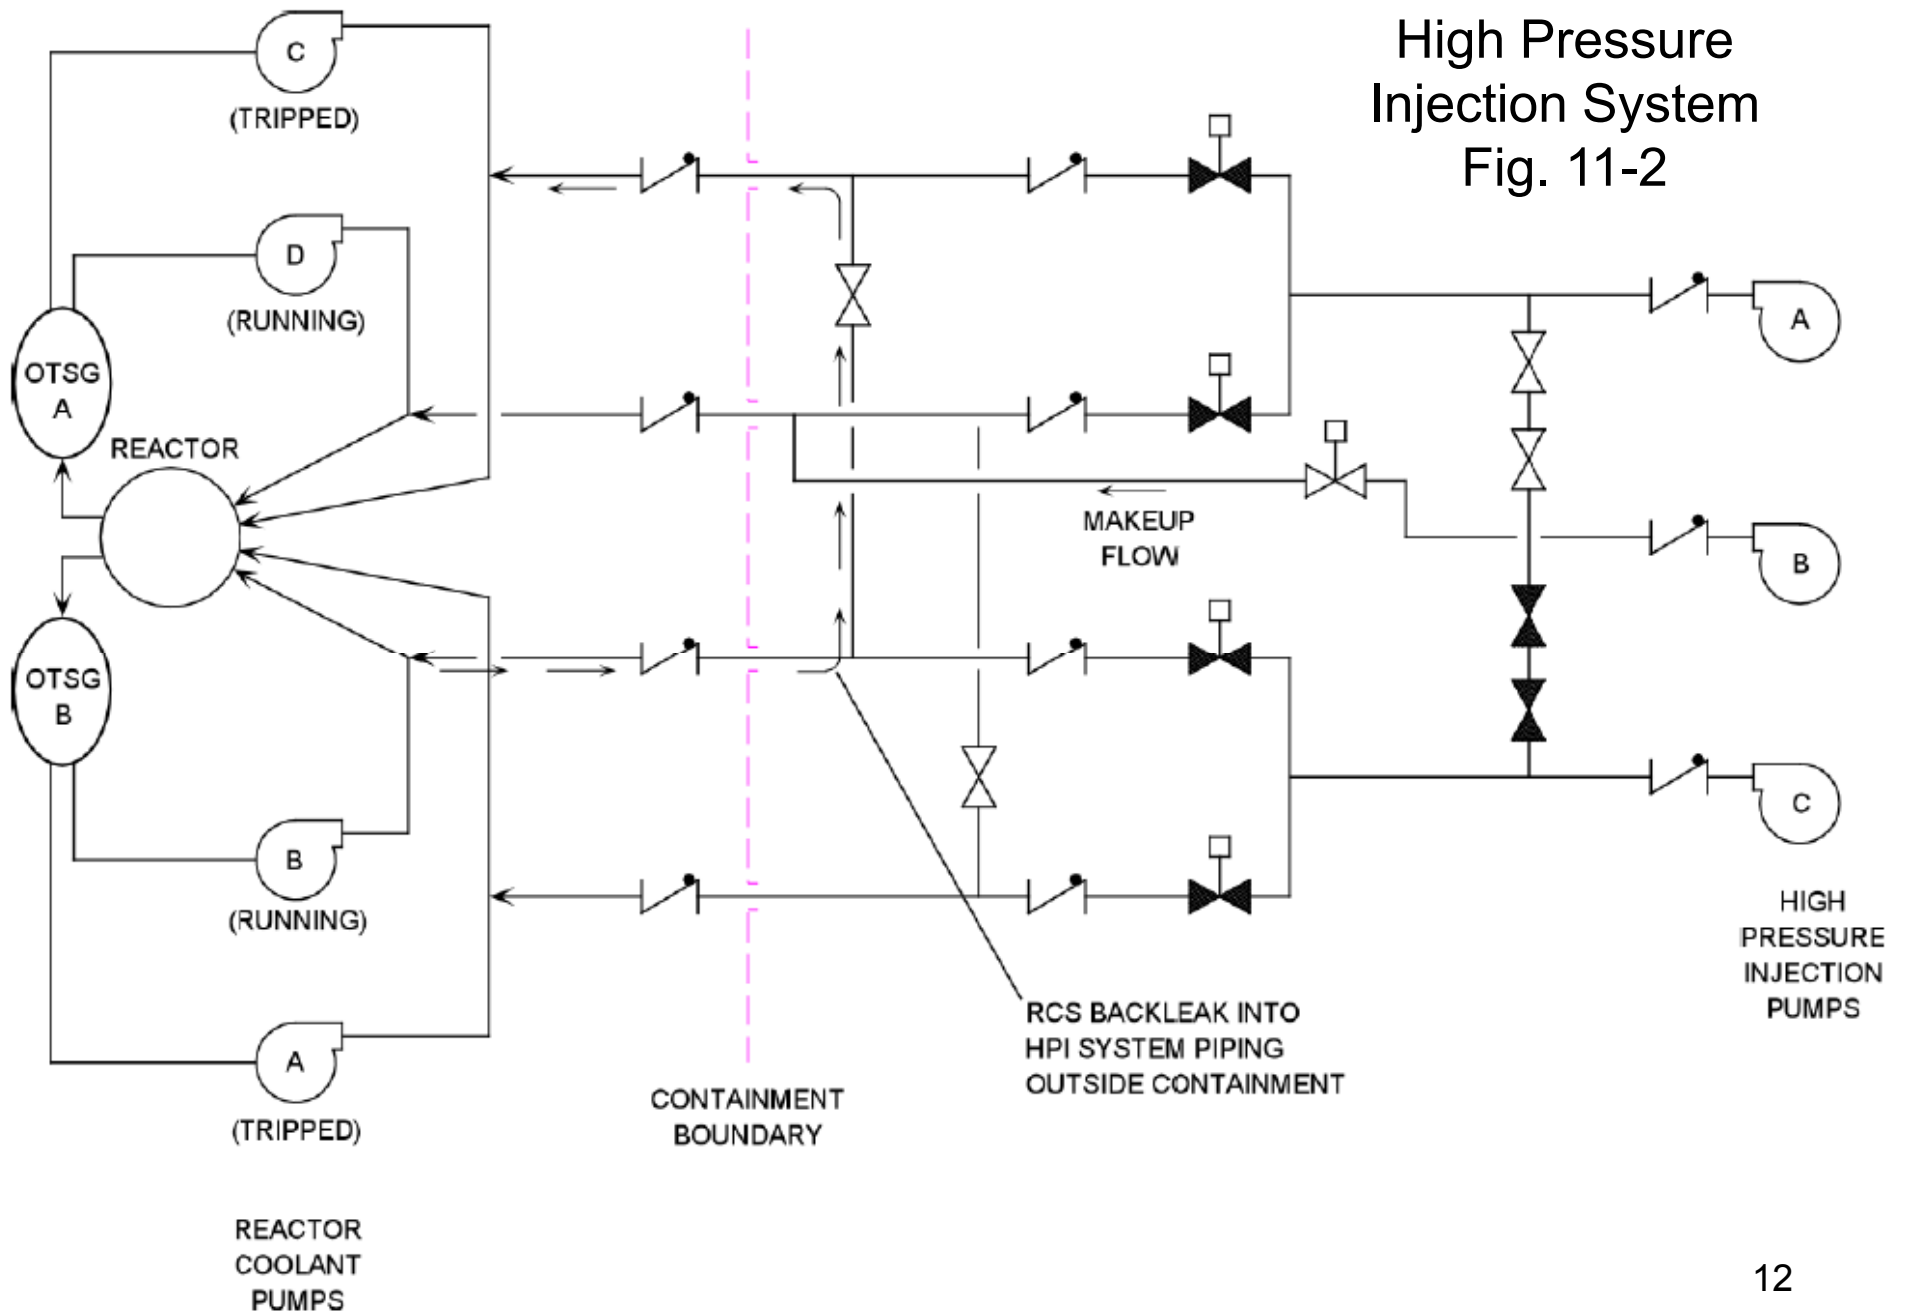 High Pressure
Injection System
Fig. 11-2
C
(TRIPPED)
D
(RUNNING)
OTSG
A
REACTOR
OTSG
B
B
(RUNNING)
A
(TRIPPED)
REACTOR
COOLANT
PUMPS
CONTAINMENT
BOUNDARY
MAKEUP
FLOW
RCS BACKLEAK INTO
HPI SYSTEM PIPING
OUTSIDE CONTAINMENT
A
B
C
HIGH
PRESSURE
INJECTION
PUMPS
12